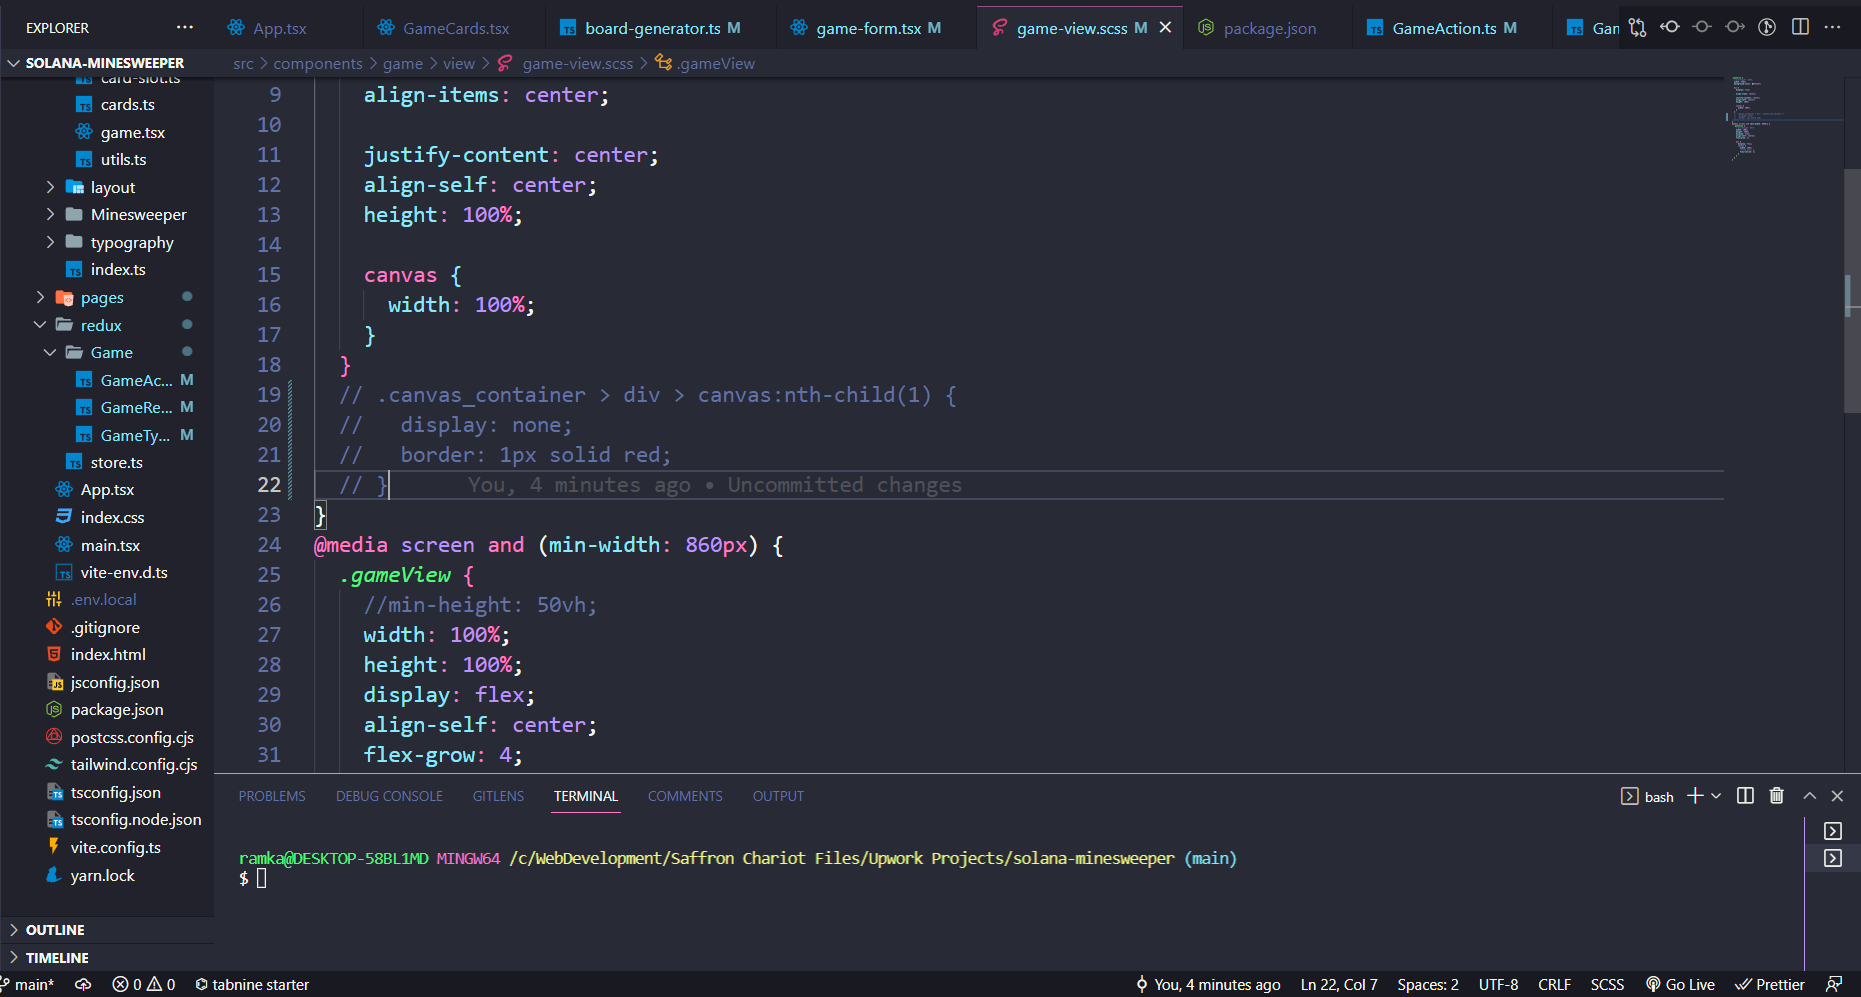 EXPLORER
App.tsx
GameCards.tsx
board-generator.ts M
game-form.tsx M
game-view.scss M
package.json
GameAction.ts M
Gan
SOLANA-MINESWEEPER
src > components > game > view > game-view.scss > .gameView
card-slot.ts
cards.ts
game.tsx
utils.ts
layout
Minesweeper
typography
index.ts
pages
redux
Game
GameAc... M
GameRe... M
GameTy... M
store.ts
App.tsx
index.css
main.tsx
vite-env.d.ts
.env.local
.gitignore
index.html
jsconfig.json
package.json
postcss.config.cjs
tailwind.config.cjs
tsconfig.json
tsconfig.node.json
vite.config.ts
yarn.lock
OUTLINE
TIMELINE
9 align-items: center;
10
11 justify-content: center;
12 align-self: center;
13 height: 100%;
14
15 canvas {
16 width: 100%;
17 }
18 }
19 // .canvas_container > div > canvas:nth-child(1) {
20 // display: none;
21 // border: 1px solid red;
22 // } You, 4 minutes ago • Uncommitted changes
23 }
24 @media screen and (min-width: 860px) {
25 .gameView {
26 //min-height: 50vh;
27 width: 100%;
28 height: 100%;
29 display: flex;
30 align-self: center;
31 flex-grow: 4;
PROBLEMS DEBUG CONSOLE GITLENS TERMINAL COMMENTS OUTPUT
bash
ramka@DESKTOP-58BL1MD MINGW64 /c/WebDevelopment/Saffron Chariot Files/Upwork Projects/solana-minesweeper (main)
$
main* 0 0 tabnine starter
You, 4 minutes ago Ln 22, Col 7 Spaces: 2 UTF-8 CRLF SCSS Go Live Prettier